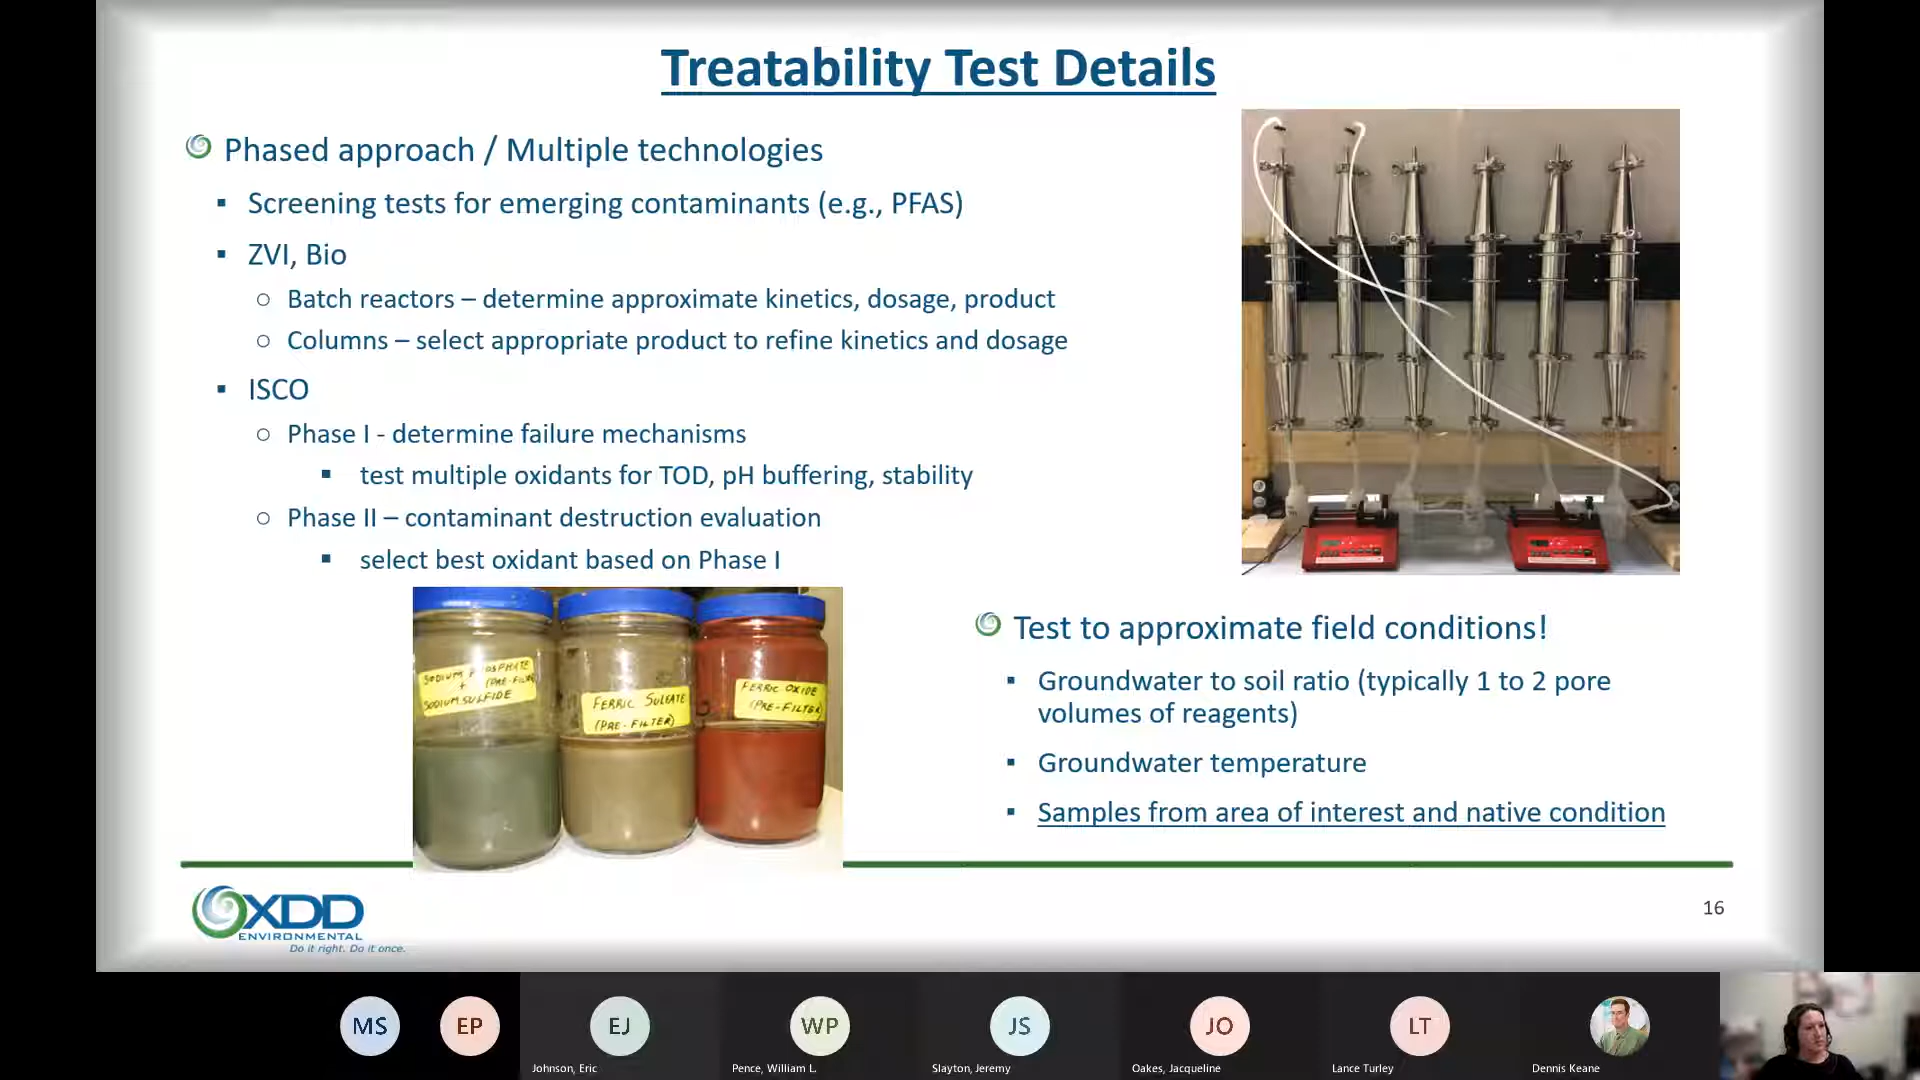 Treatability Test Details
Phased approach / Multiple technologies
Screening tests for emerging contaminants (e.g., PFAS)
ZVI, Bio
Batch reactors – determine approximate kinetics, dosage, product
Columns – select appropriate product to refine kinetics and dosage
ISCO
Phase I - determine failure mechanisms
test multiple oxidants for TOD, pH buffering, stability
Phase II – contaminant destruction evaluation
select best oxidant based on Phase I
SODIUM
+ (PRE-FILTER)
SODIUM SULFIDE
FERRIC SULFATE
(PRE-FILTER)
FERRIC OXIDE
(PRE-FILTER)
Test to approximate field conditions!
Groundwater to soil ratio (typically 1 to 2 pore
volumes of reagents)
Groundwater temperature
Samples from area of interest and native condition
XDD
ENVIRONMENTAL
Do it right. Do it once.
16
MS
EP
EJ
WP
JS
JO
LT
Johnson, Eric
Pence, William L.
Slayton, Jeremy
Oakes, Jacqueline
Lance Turley
Dennis Keane